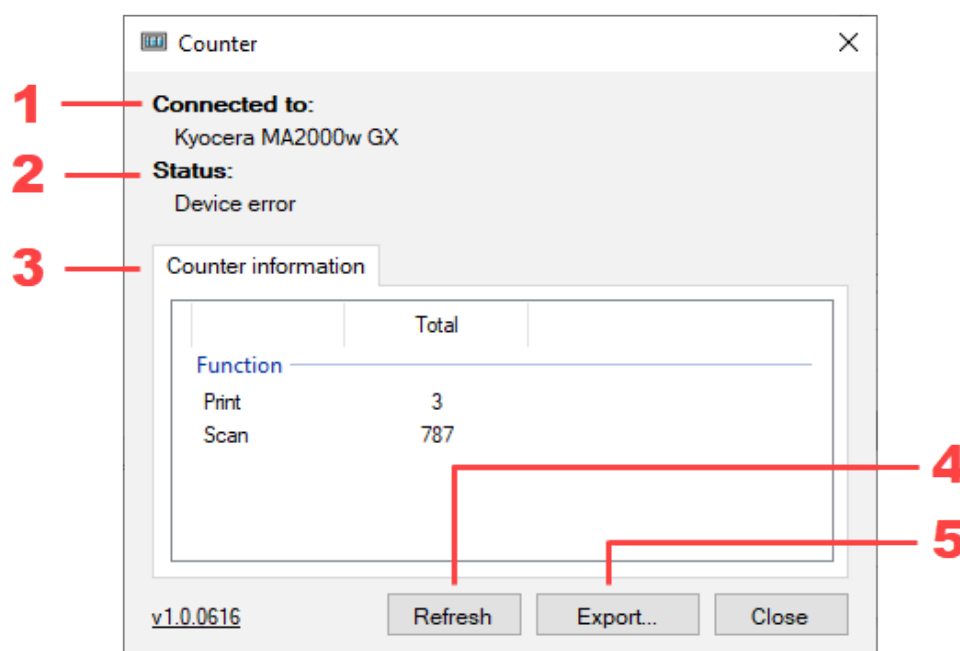 Counter
1
Connected to:
Kyocera MA2000w GX
2
Status:
Device error
3
Counter information
Total
Function
Print 3
Scan 787
4
5
v1.0.0616 Refresh Export... Close